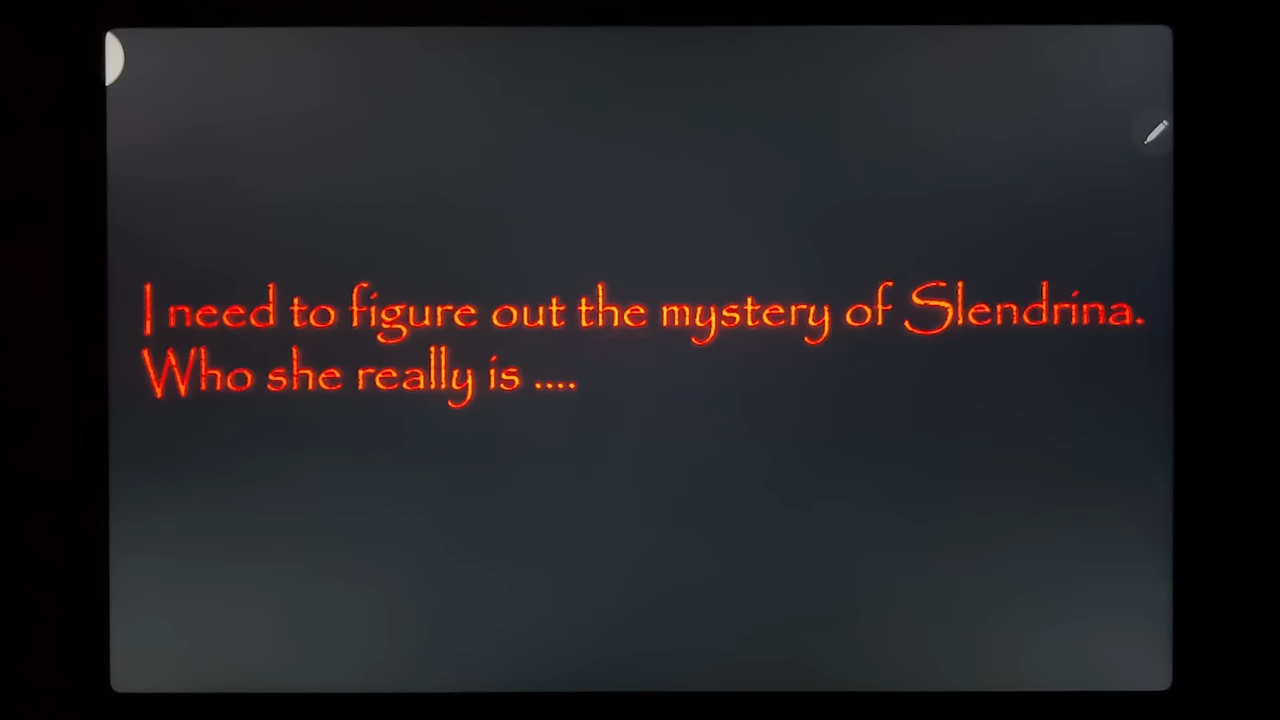 I need to figure out the mystery of Slendrina.
Who she really is ....